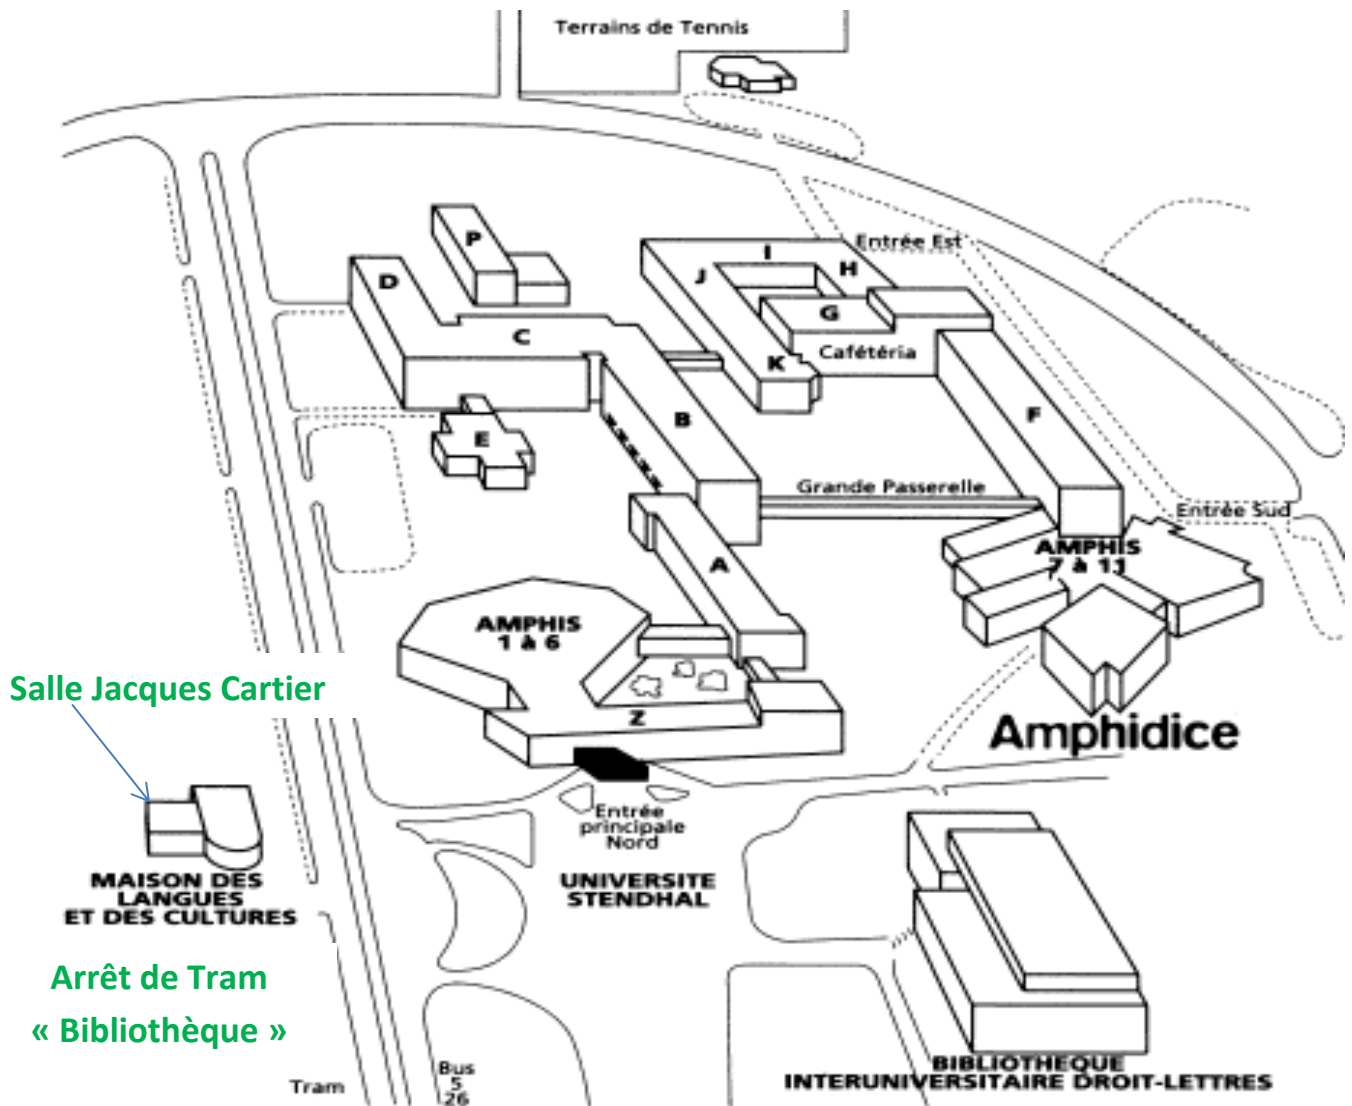 Terrains de Tennis
Entrée Est
P
I
H
J
D
G
C
Cafétéria
K
B
F
E
Grande Passerelle
Entrée Sud
AMPHIS
7 à 11
A
AMPHIS
1 à 6
Salle Jacques Cartier
Z
Amphidice
Entrée
principale
Nord
MAISON DES
LANGUES
ET DES CULTURES
UNIVERSITE
STENDHAL
Arrêt de Tram
« Bibliothèque »
BIBLIOTHEQUE
INTERUNIVERSITAIRE DROIT-LETTRES
Tram
Bus
5
26